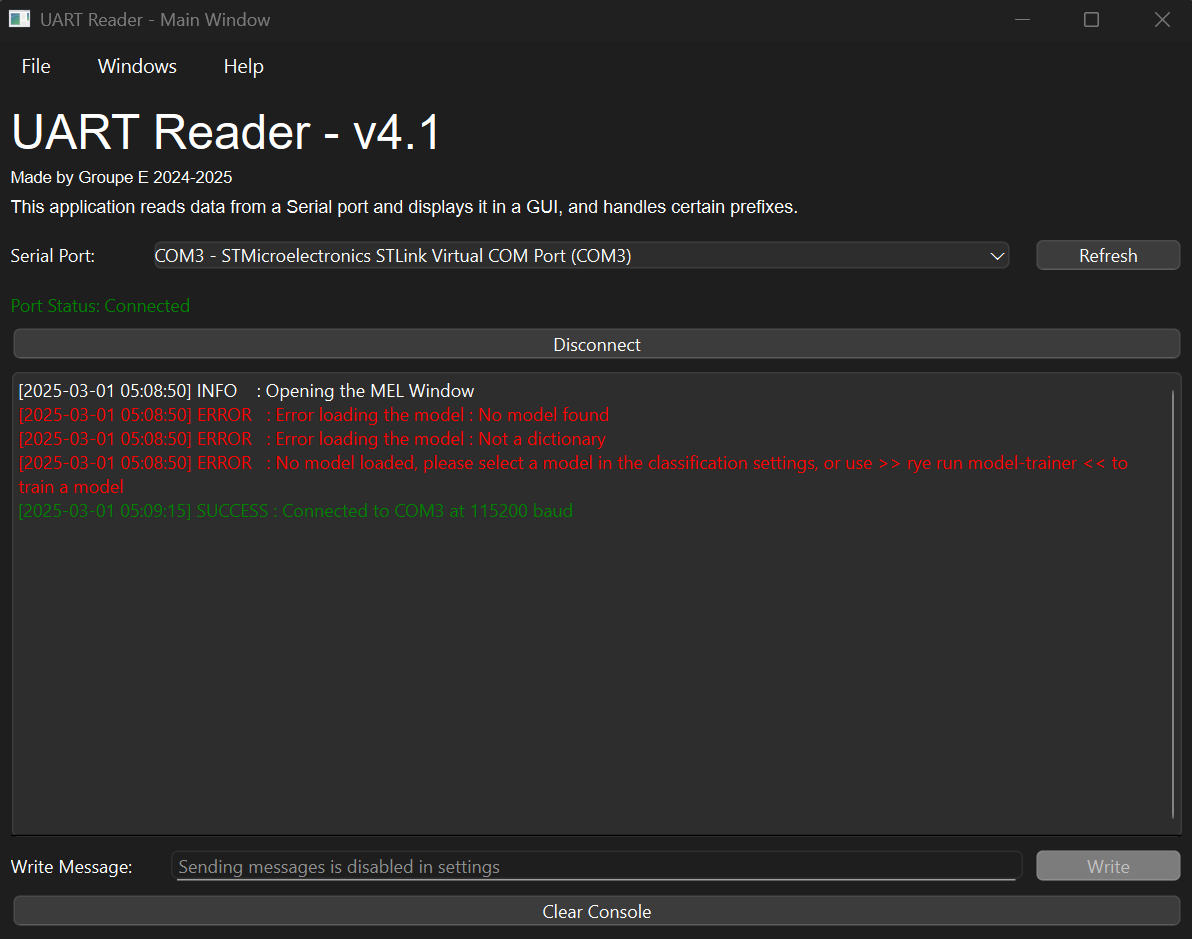 UART Reader - Main Window
File Windows Help
UART Reader - v4.1
Made by Groupe E 2024-2025
This application reads data from a Serial port and displays it in a GUI, and handles certain prefixes.
Serial Port: COM3 - STMicroelectronics STLink Virtual COM Port (COM3) Refresh
Port Status: Connected
Disconnect
[2025-03-01 05:08:50] INFO : Opening the MEL Window
[2025-03-01 05:08:50] ERROR : Error loading the model : No model found
[2025-03-01 05:08:50] ERROR : Error loading the model : Not a dictionary
[2025-03-01 05:08:50] ERROR : No model loaded, please select a model in the classification settings, or use >> rye run model-trainer << to
train a model
[2025-03-01 05:09:15] SUCCESS : Connected to COM3 at 115200 baud
Write Message: Sending messages is disabled in settings Write
Clear Console